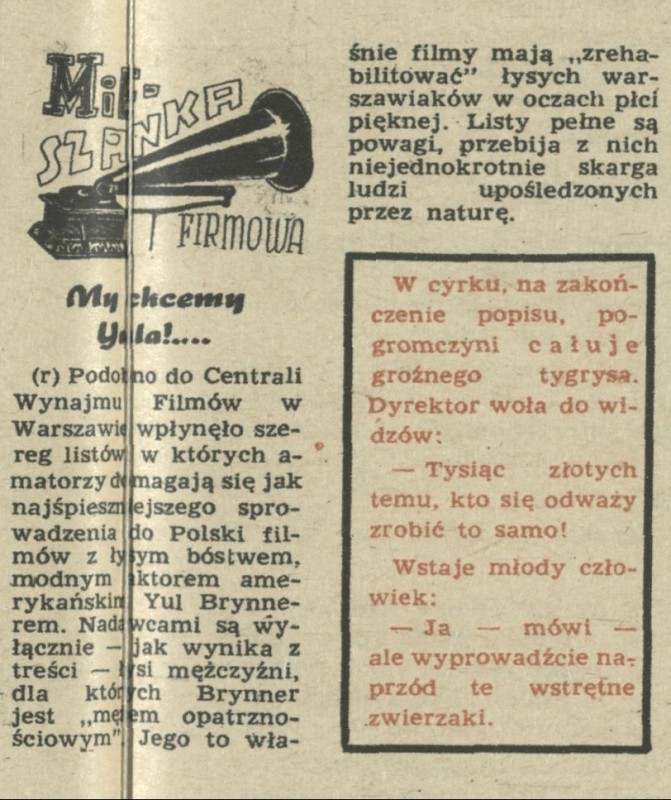 MIE-
SZANKA
FIRMOWA
My chcemy
Yula!....
(r) Podobno do Centrali
Wynajmu Filmów w
Warszawie wpłynęło sze-
reg listów w których a-
matorzy domagają się jak
najśpieszniejszego spro-
wadzenia do Polski fil-
mów z łysym bóstwem,
modnym aktorem ame-
rykańskim Yul Brynne-
rem. Nadawcami są wy-
łącznie — jak wynika z
treści — łysi mężczyźni,
dla których Brynner
jest „mężem opatrzno-
ściowym". Jego to wła-
śnie filmy mają „zreha-
bilitować” łysych war-
szawiaków w oczach płci
pięknej. Listy pełne są
powagi, przebija z nich
niejednokrotnie skarga
ludzi upośledzonych
przez naturę.
W cyrku, na zakoń-
czenie popisu, po-
gromczyni całuje
groźnego tygrysa.
Dyrektor woła do wi-
dzów:
— Tysiąc złotych
temu, kto się odważy
zrobić to samo!
Wstaje młody czło-
wiek:
— Ja — mówi —
ale wyprowadźcie na-
przód te wstrętne
zwierzaki.